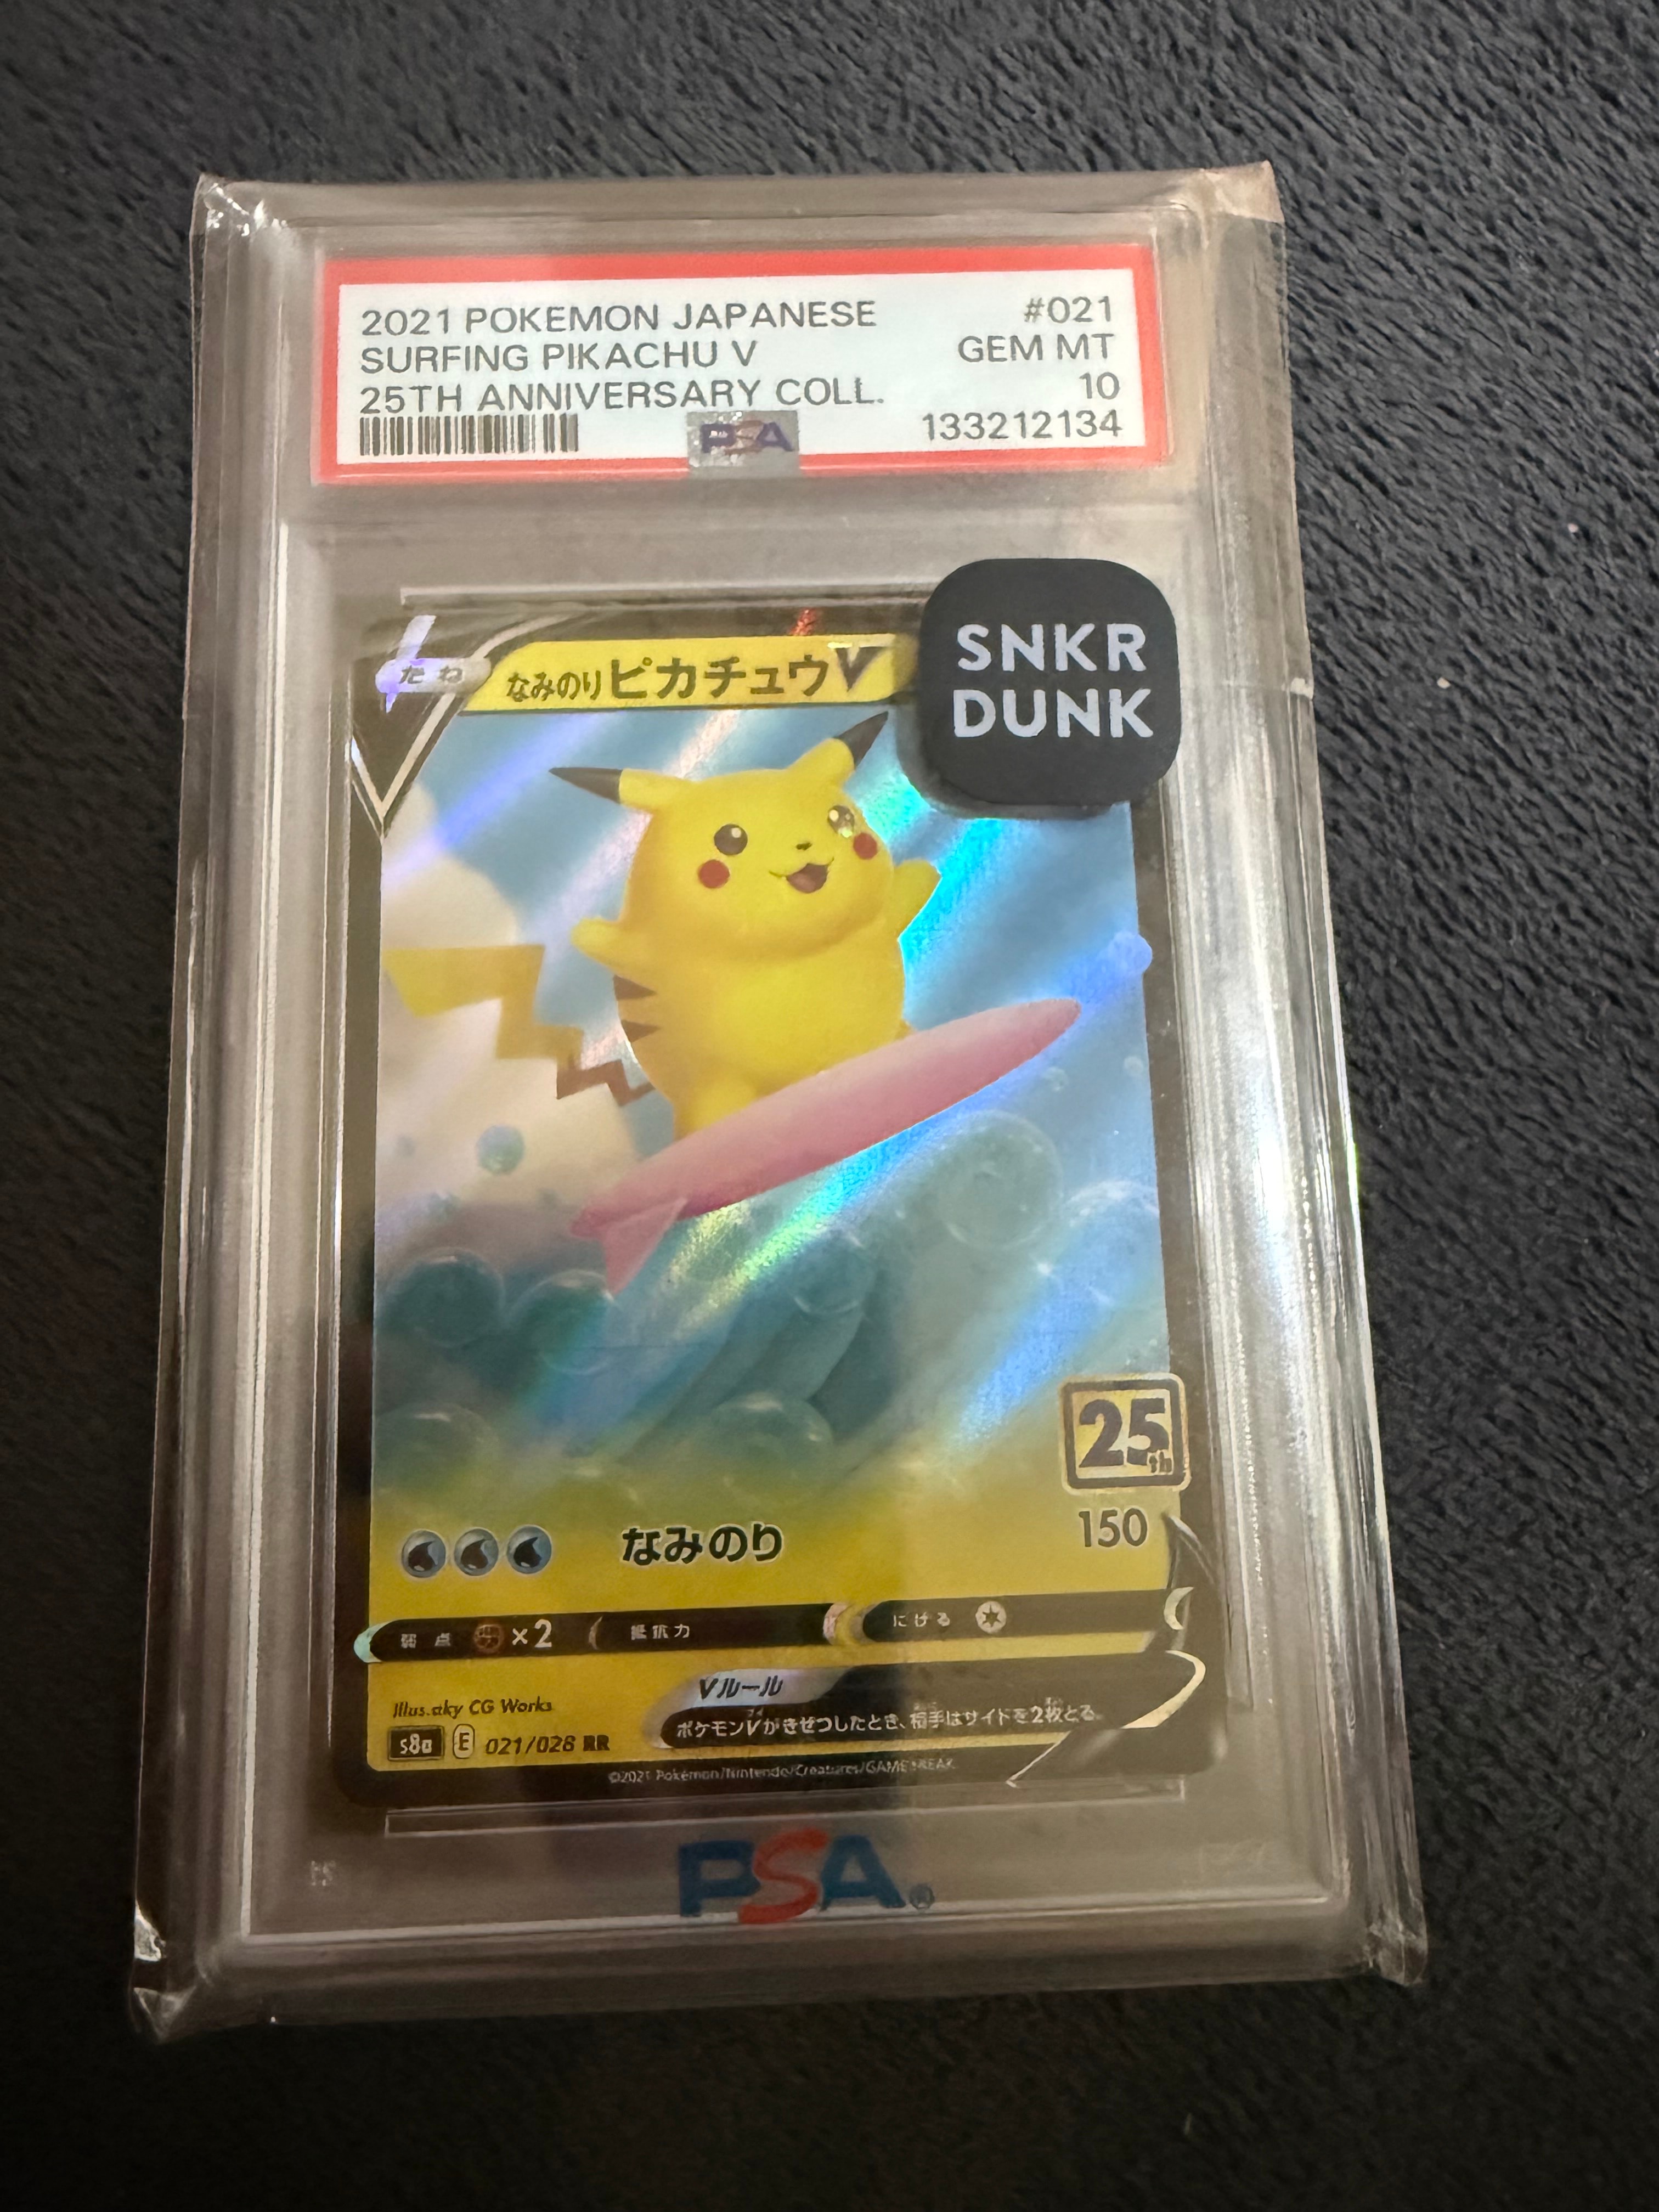 2021 POKEMON JAPANESE #021
SURFING PIKACHU V GEM MT
25TH ANNIVERSARY COLL. 10
PSA 133212134
SNKR
DUNK
たね なみのりピカチュウV
25th
なみのり 150
弱点 ×2 抵抗力 にげる
Vルール
ポケモンVがきぜつしたとき、相手はサイドを2枚とる。
Illus.aky CG Works
s8a E 021/028 RR
©2021 Pokémon/Nintendo/Creatures/GAME FREAK
PSA®